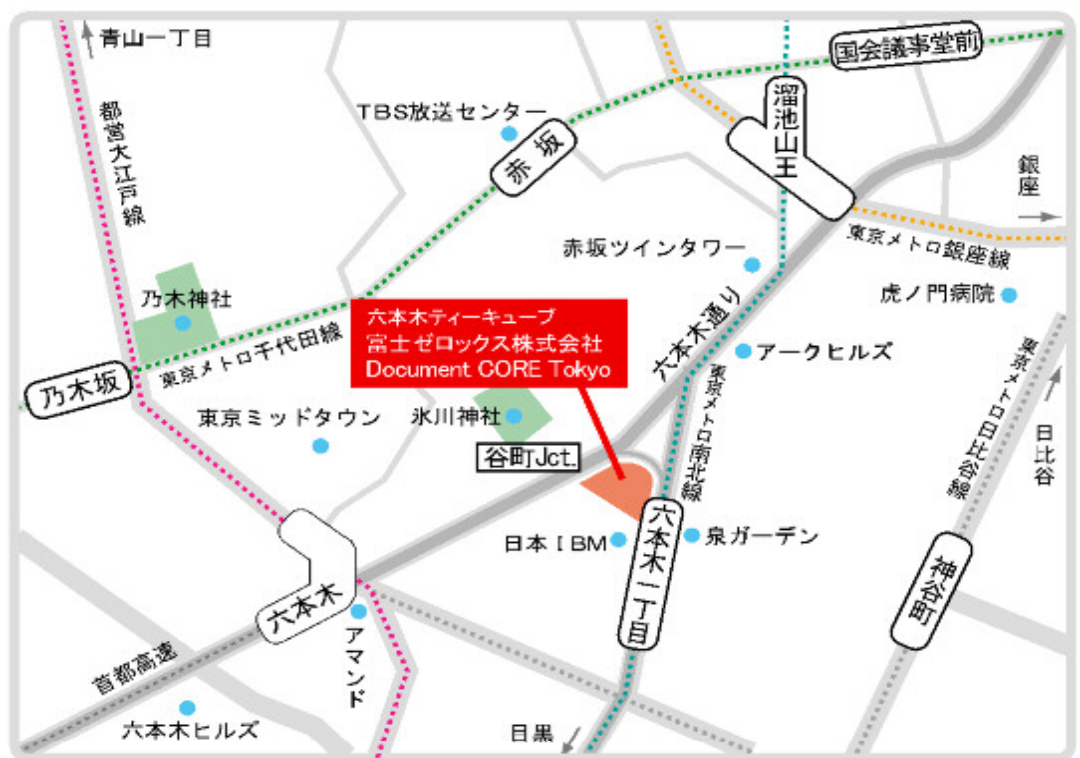 青山一丁目
国会議事堂前
溜池山王
TBS放送センター
赤坂
都営大江戸線
銀座
東京メトロ銀座線
赤坂ツインタワー
虎ノ門病院
乃木神社
六本木ティーキューブ
富士ゼロックス株式会社
Document CORE Tokyo
六本木通り
アークヒルズ
東京メトロ千代田線
乃木坂
東京ミッドタウン
氷川神社
谷町Jct.
東京メトロ南北線
東京メトロ日比谷線
日比谷
日本IBM
六本木一丁目
泉ガーデン
神谷町
六本木
アマンド
首都高速
六本木ヒルズ
目黒